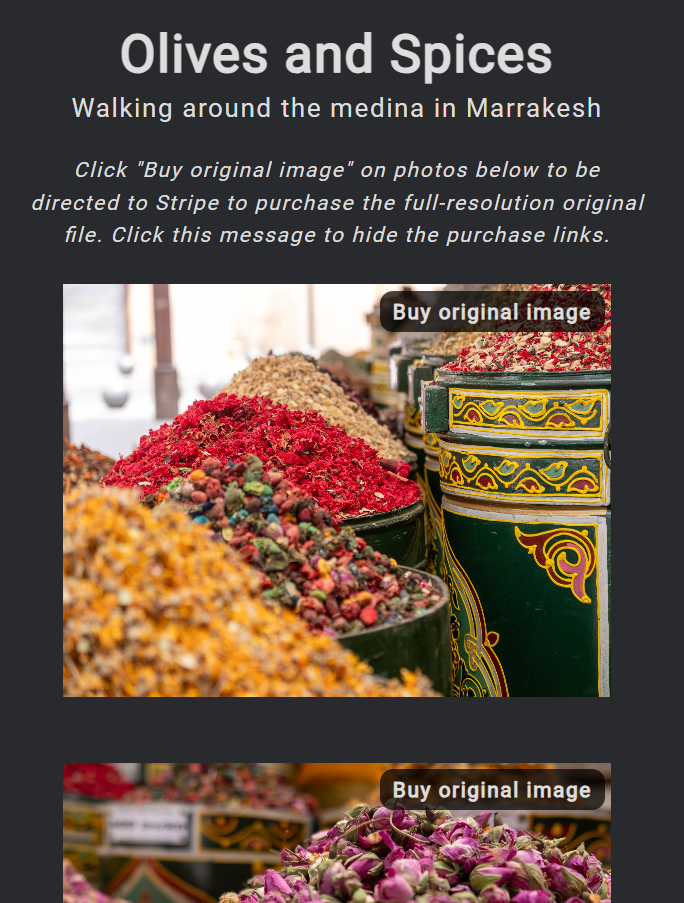 Olives and Spices
Walking around the medina in Marrakesh
Click "Buy original image" on photos below to be
directed to Stripe to purchase the full-resolution original
file. Click this message to hide the purchase links.
Buy original image
Buy original image